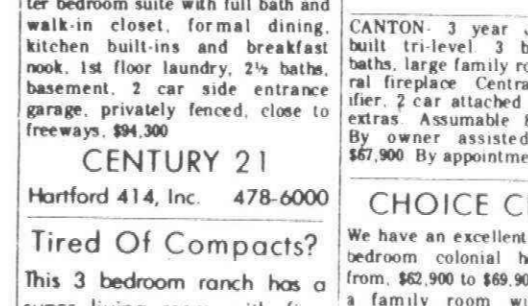 ter bedroom suite with full bath and
walk-in closet, formal dining,
kitchen built-ins and breakfast
nook, 1st floor laundry, 2½ baths,
basement, 2 car side entrance
garage, privately fenced, close to
freeways, $94,300
CENTURY 21
Hartford 414, Inc. 478-6000
Tired Of Compacts?
This 3 bedroom ranch has a
living room
CANTON- 3 year
built tri-level 3 b
baths, large family ro
ral fireplace Centra
ifier, 2 car attached
extras. Assumable
By owner assisted
$67,900 By appointme
CHOICE C
We have an excellent
bedroom colonial h
from, $62,900 to $69,90
a family room w